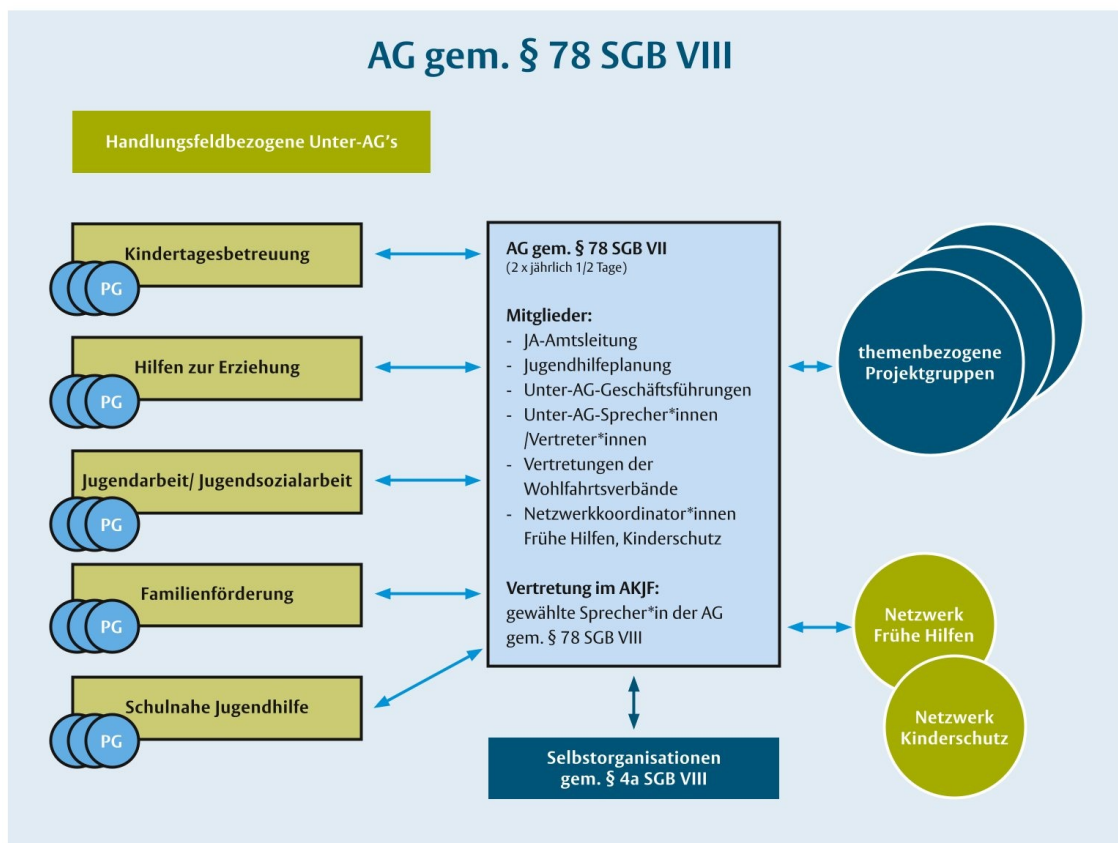 AG gem. § 78 SGB VIII
Handlungsfeldbezogene Unter-AG's
Kindertagesbetreuung
PG
Hilfen zur Erziehung
PG
Jugendarbeit/ Jugendsozialarbeit
PG
Familienförderung
PG
Schulnahe Jugendhilfe
PG
AG gem. § 78 SGB VII
(2 x jährlich 1/2 Tage)
Mitglieder:
- JA-Amtsleitung
- Jugendhilfeplanung
- Unter-AG-Geschäftsführungen
- Unter-AG-Sprecher*innen
/Vertreter*innen
- Vertretungen der
Wohlfahrtsverbände
- Netzwerkkoordinator*innen
Frühe Hilfen, Kinderschutz
Vertretung im AKJF:
gewählte Sprecher*in der AG
gem. § 78 SGB VIII
Selbstorganisationen
gem. § 4a SGB VIII
themenbezogene
Projektgruppen
Netzwerk
Frühe Hilfen
Netzwerk
Kinderschutz